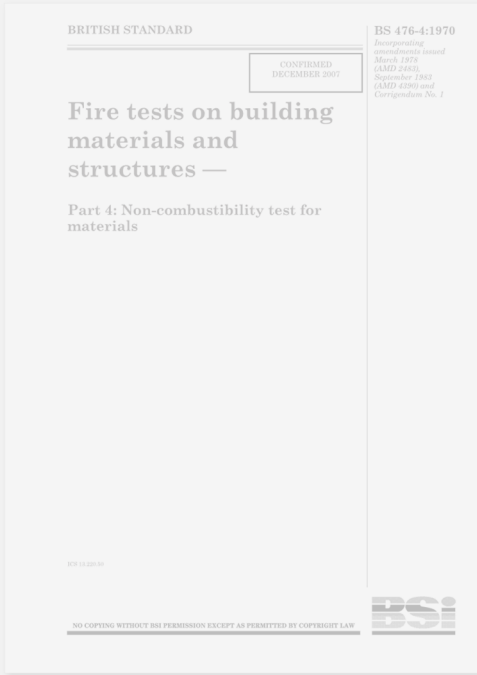 BRITISH STANDARD
BS 476-4:1970
Incorporating
amendments issued
March 1978
(AMD 2483),
September 1983
(AMD 4390) and
Corrigendum No. 1
CONFIRMED
DECEMBER 2007
Fire tests on building
materials and
structures —
Part 4: Non-combustibility test for
materials
NO COPYING WITHOUT BSI PERMISSION EXCEPT AS PERMITTED BY COPYRIGHT LAW
BSi